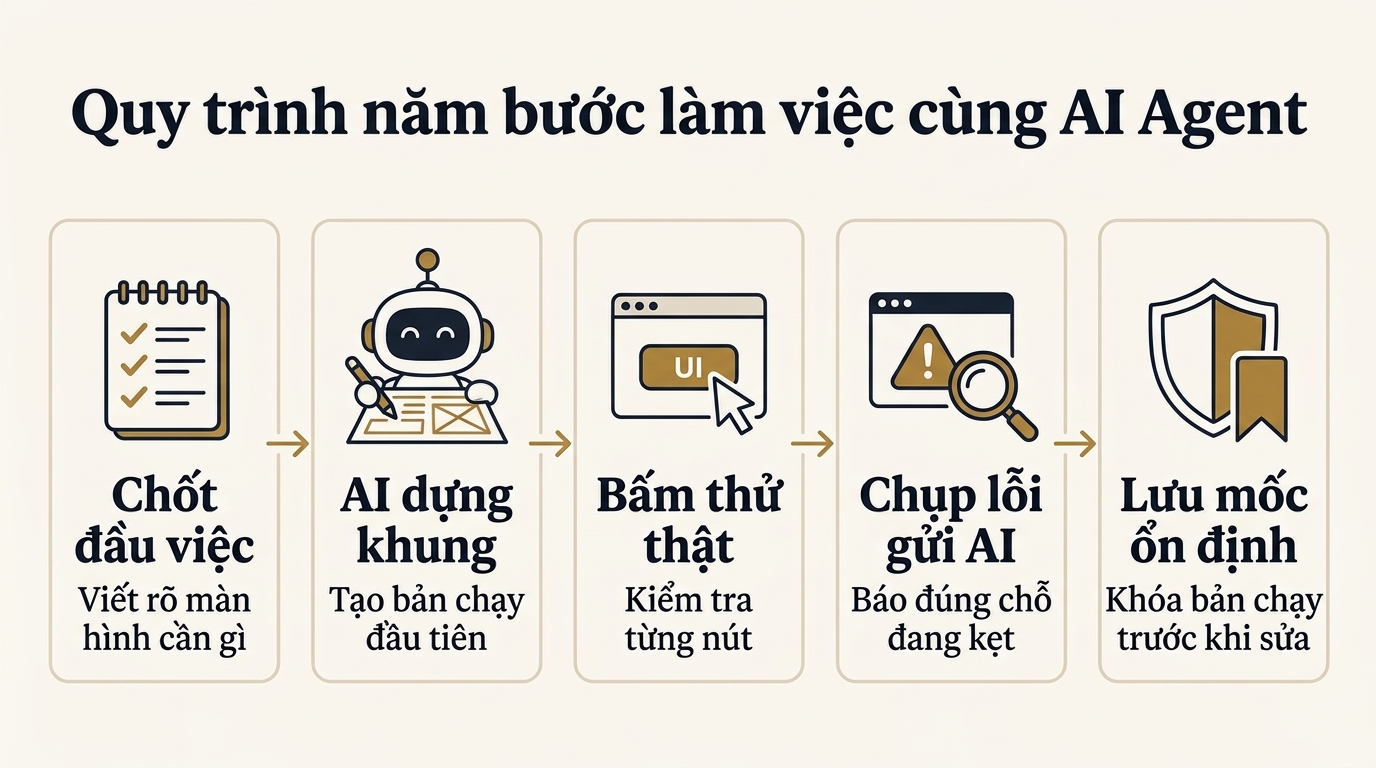 Quy trình năm bước làm việc cùng AI Agent
Chốt
đầu việc
Viết rõ màn
hình cần gì
AI dựng
khung
Tạo bản chạy
đầu tiên
UI
Bấm thử
thật
Kiểm tra
từng nút
!
Chụp lỗi
gửi AI
Báo đúng chỗ
đang kẹt
Lưu mốc
ổn định
Khóa bản chạy
trước khi sửa